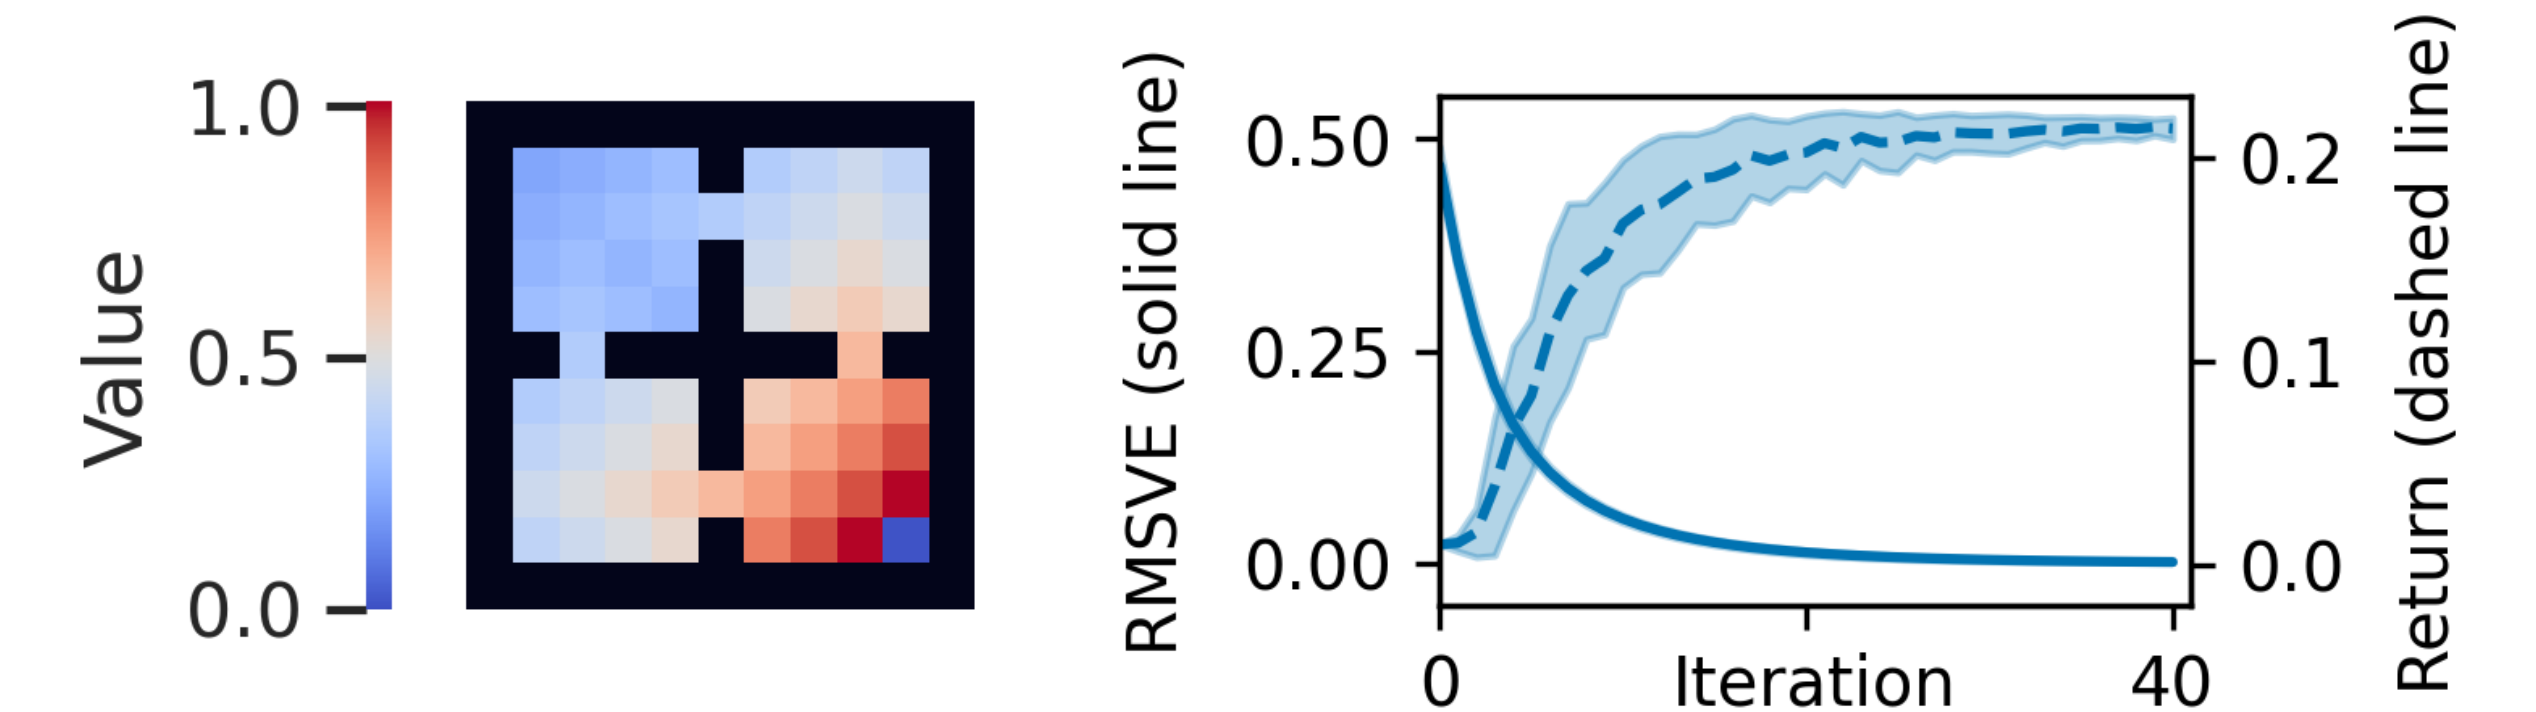 Value
1.0
0.5
0.0
RMSVE (solid line)
0.50
0.25
0.00
0
Iteration
40
0.2
0.1
0.0
Return (dashed line)